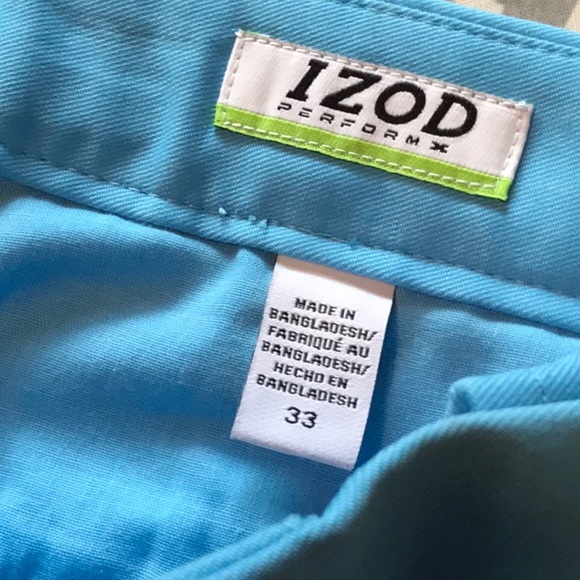 IZOD
PERFORM X
MADE IN
BANGLADESH/
FABRIQUÉ AU
BANGLADESH/
HECHO EN
BANGLADESH
33